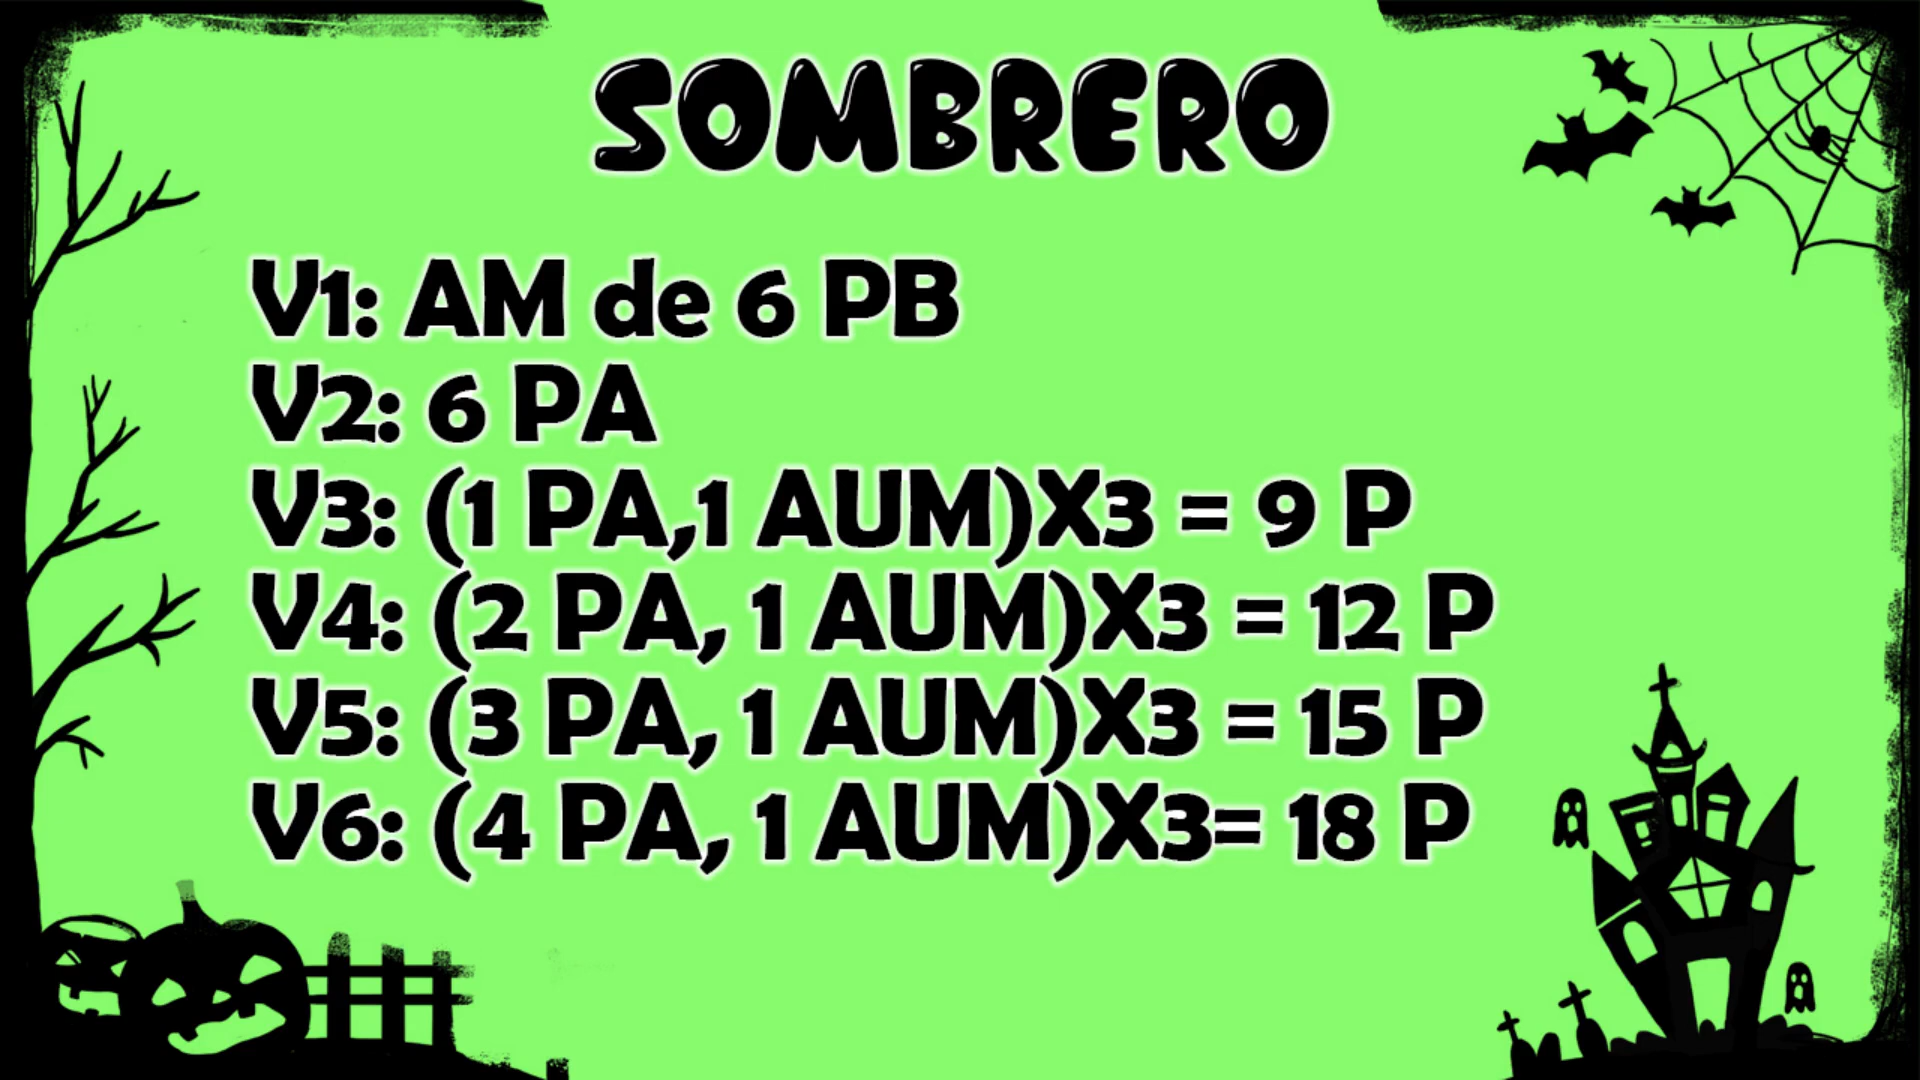 SOMBRERO
V1: AM de 6 PB
V2: 6 PA
V3: (1 PA,1 AUM)X3 = 9 P
V4: (2 PA, 1 AUM)X3 = 12 P
V5: (3 PA, 1 AUM)X3 = 15 P
V6: (4 PA, 1 AUM)X3= 18 P